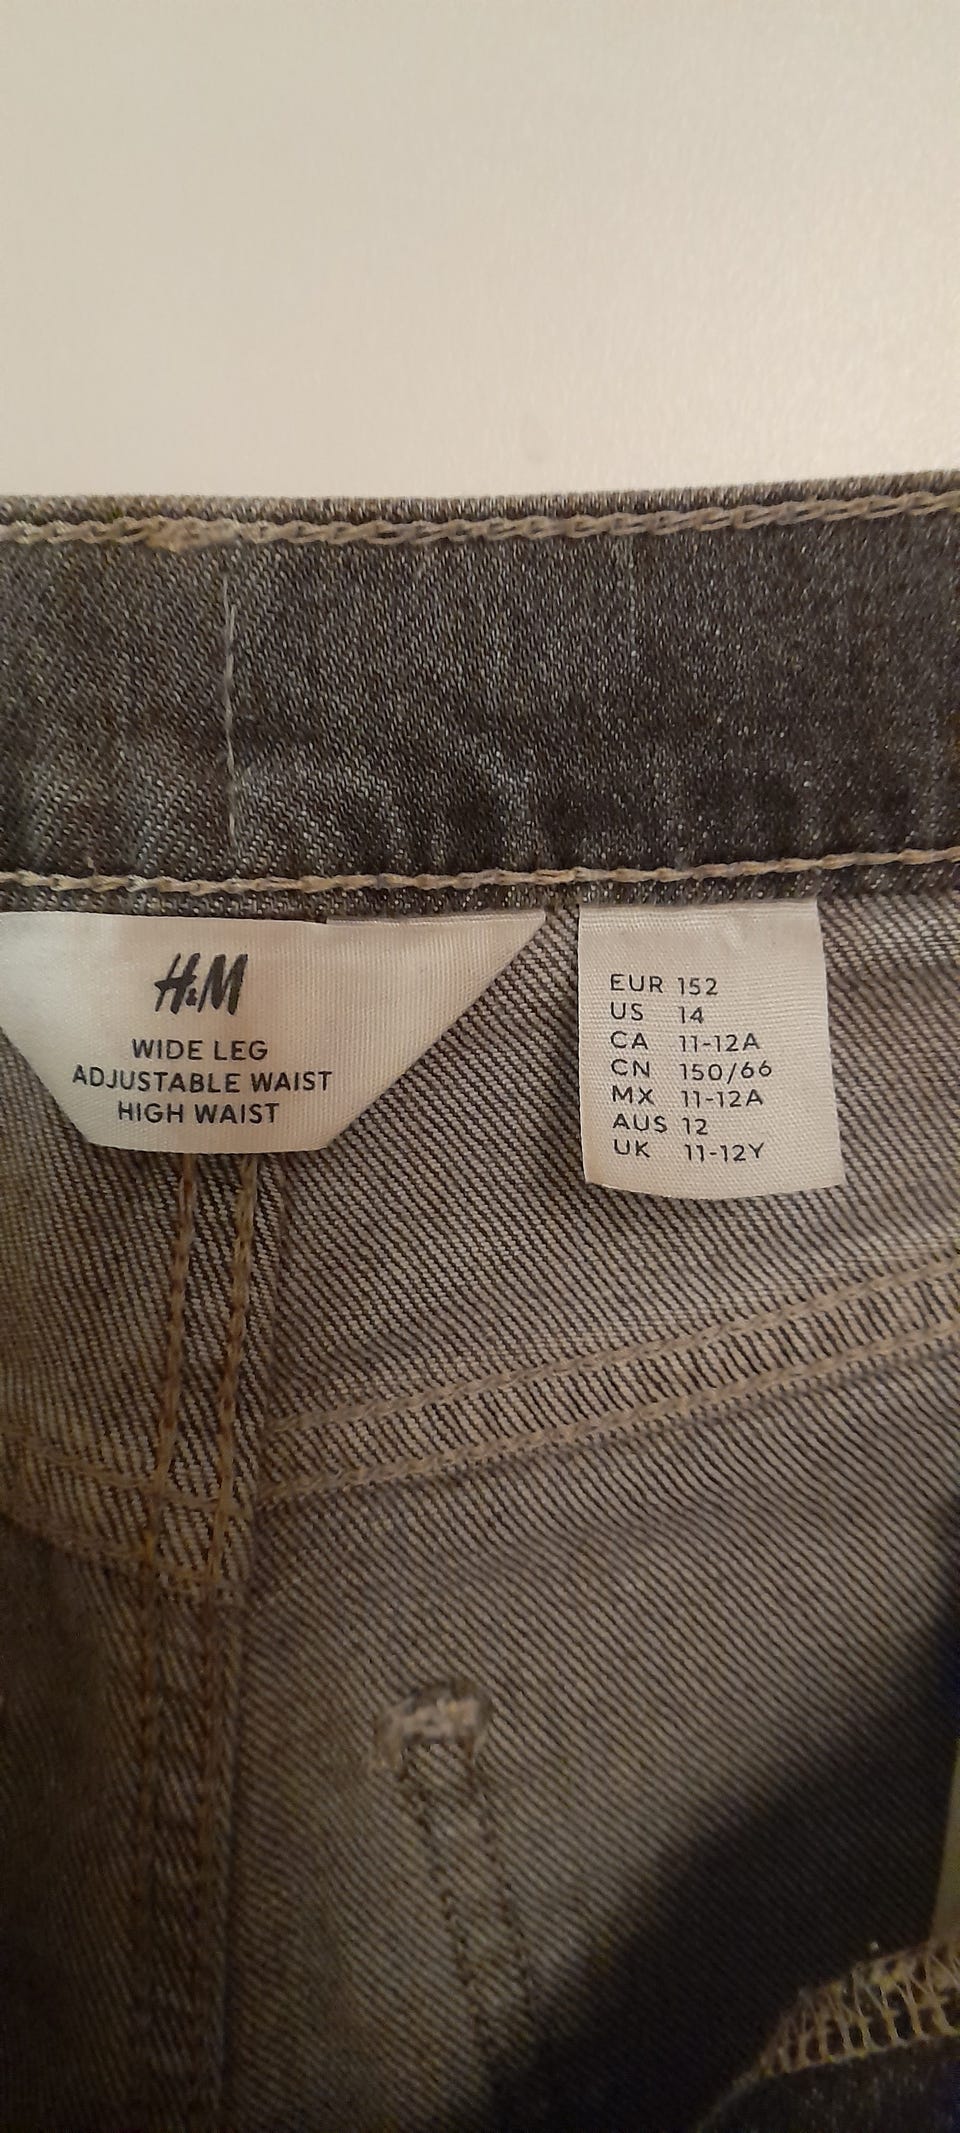 H&M
WIDE LEG
ADJUSTABLE WAIST
HIGH WAIST
EUR 152
US 14
CA 11-12A
CN 150/66
MX 11-12A
AUS 12
UK 11-12Y